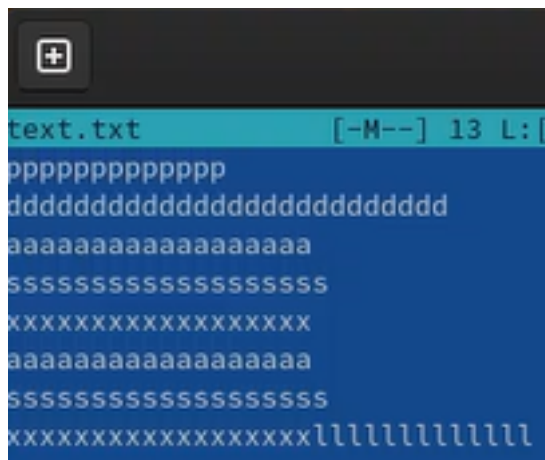 text.txt [-M--] 13 L:[
ppppppppppppp
dddddddddddddddddddddddddd
aaaaaaaaaaaaaaaaaa
sssssssssssssssssss
xxxxxxxxxxxxxxxxxx
aaaaaaaaaaaaaaaaaa
sssssssssssssssssss
xxxxxxxxxxxxxxxxxxlllllllllllll